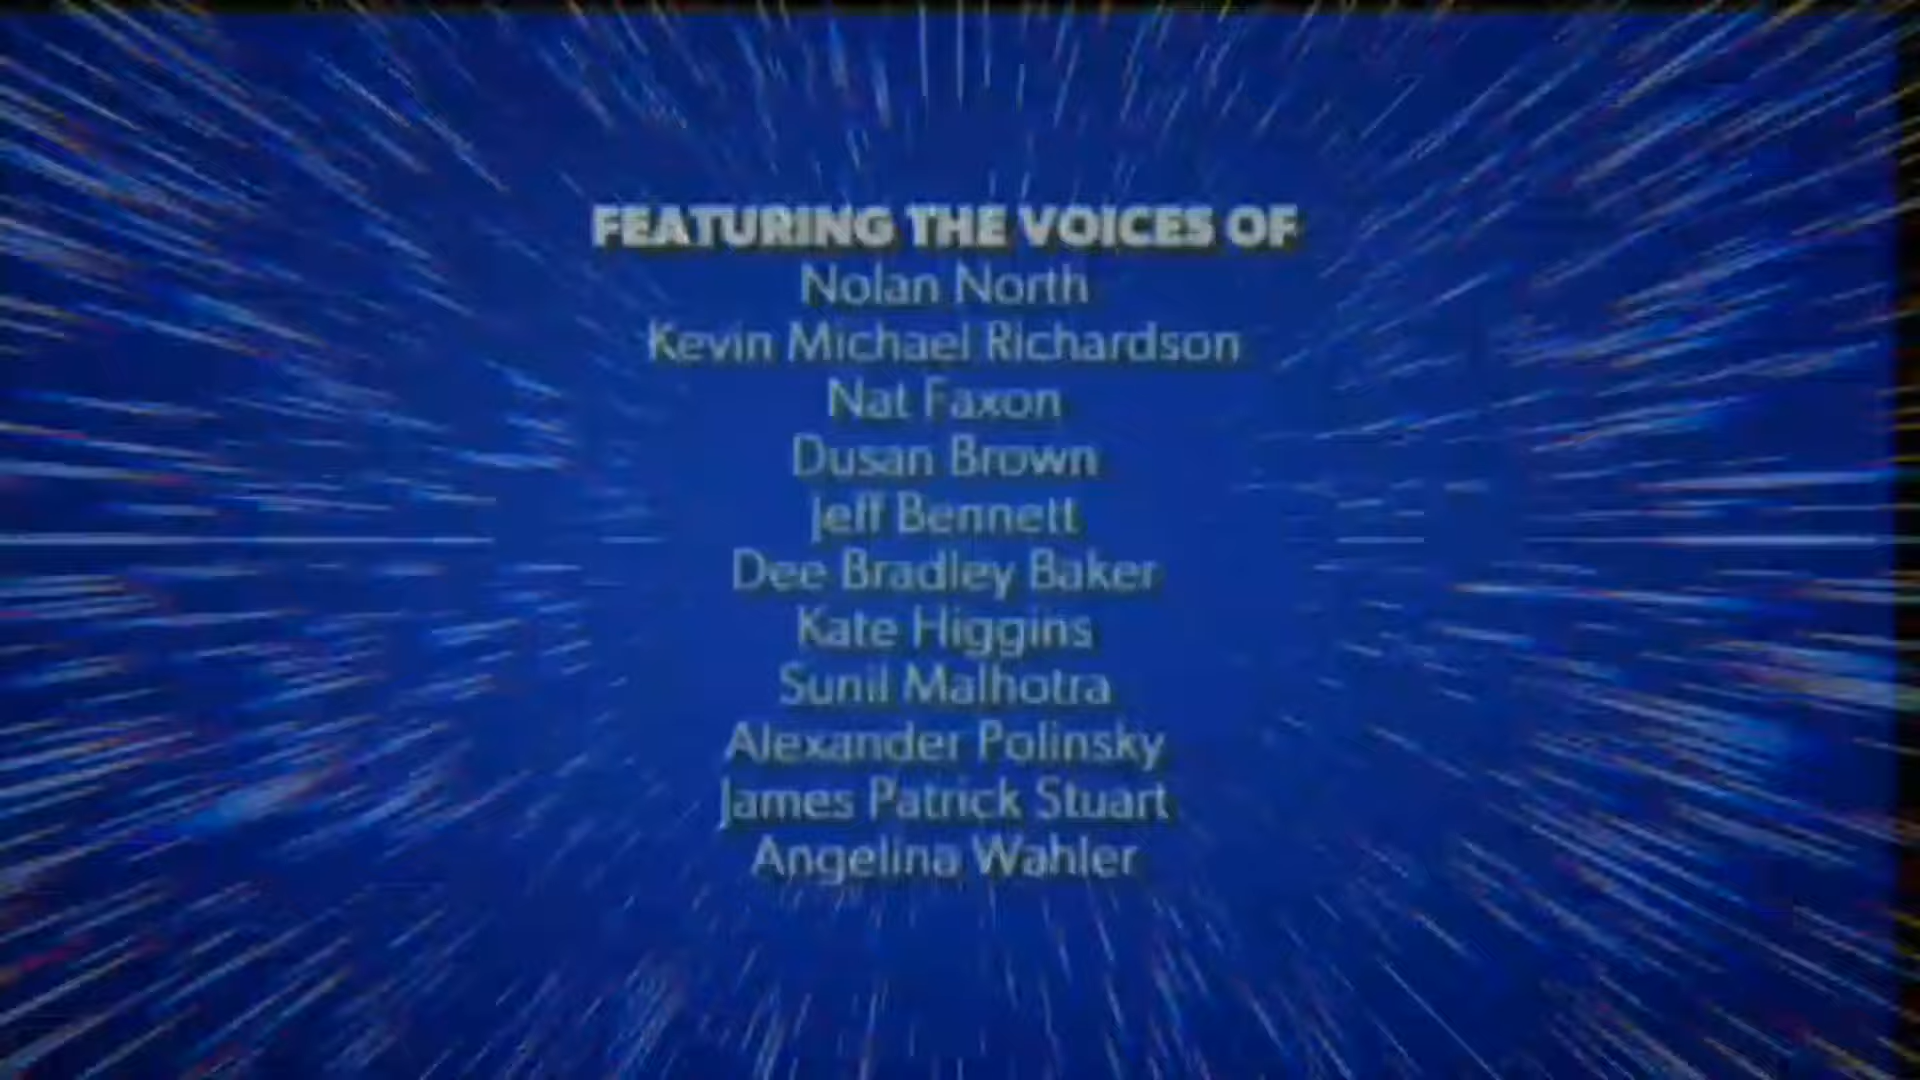 FEATURING THE VOICES OF
Nolan North
Kevin Michael Richardson
Nat Faxon
Dusan Brown
Jeff Bennett
Dee Bradley Baker
Kate Higgins
Sunil Malhotra
Alexander Polinsky
James Patrick Stuart
Angelina Wahler